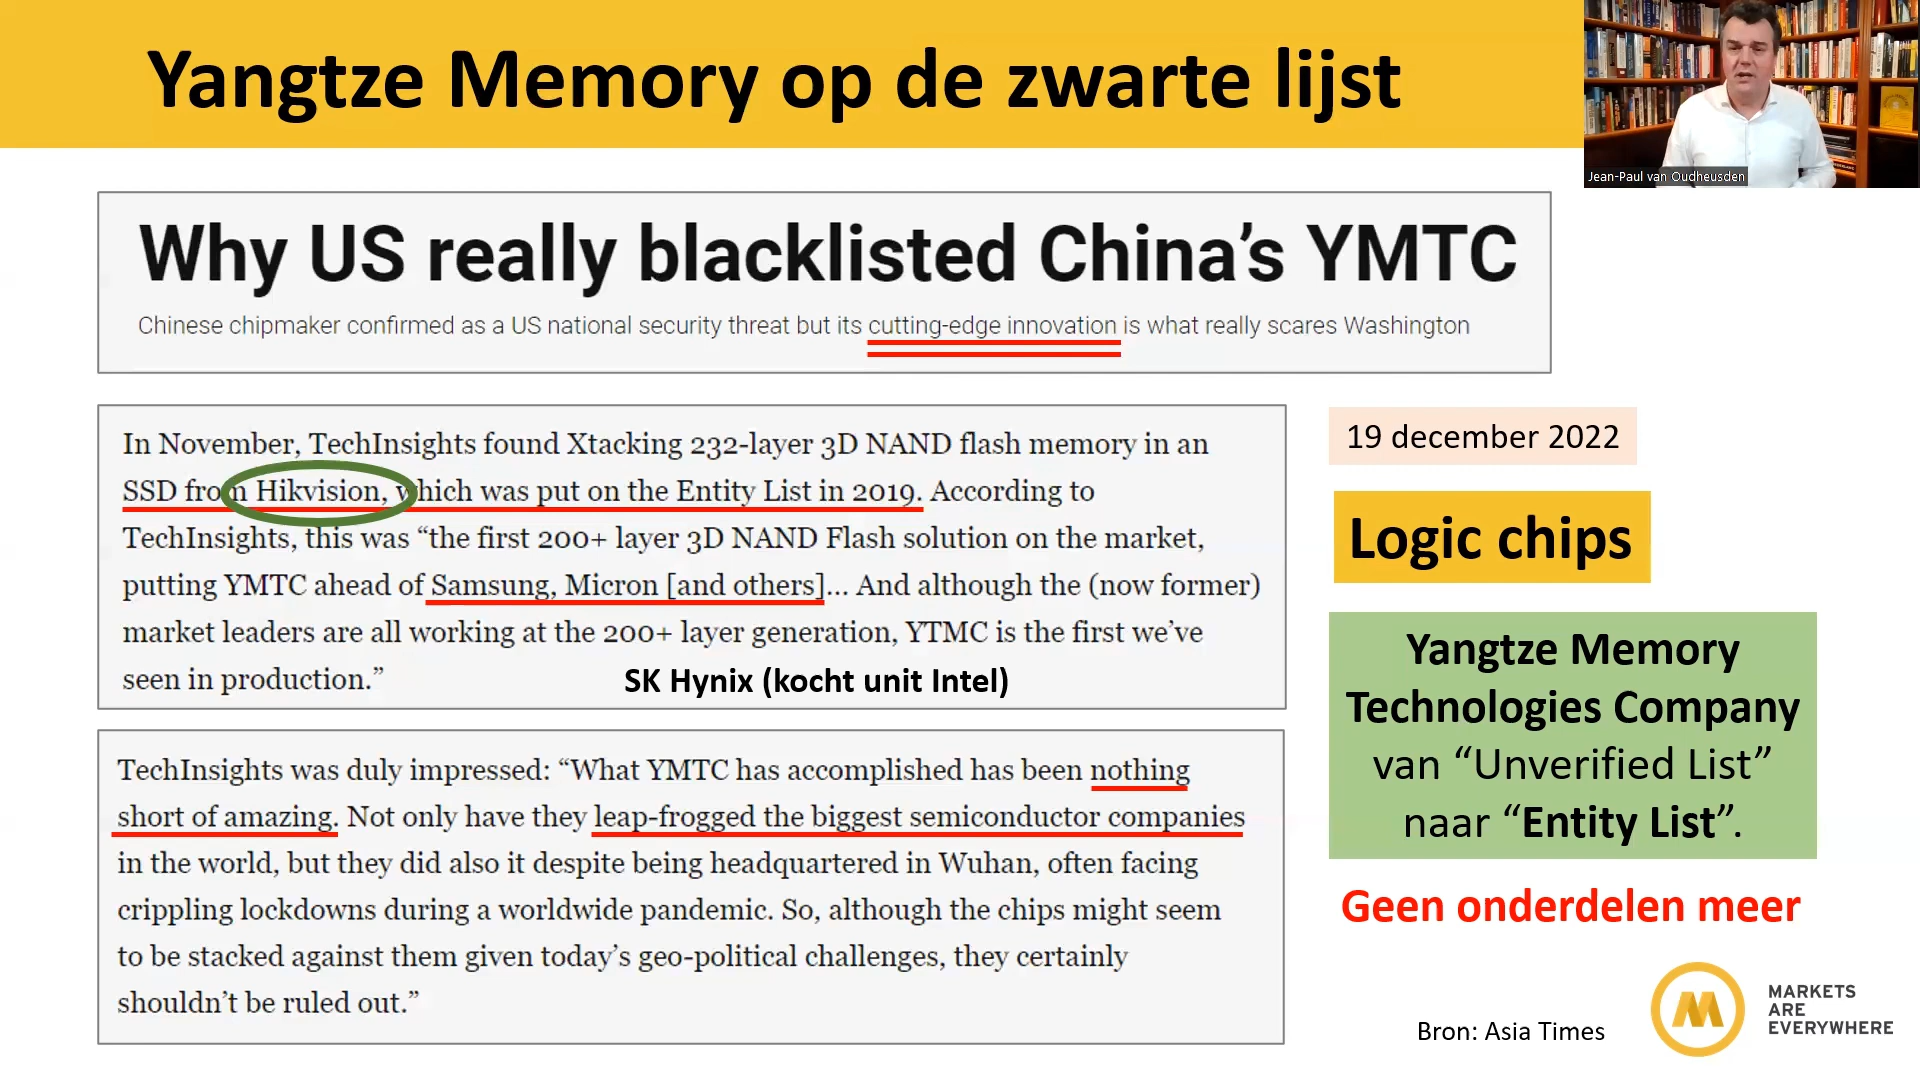 Yangtze Memory op de zwarte lijst
Jean-Paul van Oudheusden
Why US really blacklisted China’s YMTC
Chinese chipmaker confirmed as a US national security threat but its cutting-edge innovation is what really scares Washington
In November, TechInsights found Xtacking 232-layer 3D NAND flash memory in an
SSD from Hikvision, which was put on the Entity List in 2019. According to
TechInsights, this was “the first 200+ layer 3D NAND Flash solution on the market,
putting YMTC ahead of Samsung, Micron [and others]... And although the (now former)
market leaders are all working at the 200+ layer generation, YTMC is the first we’ve
seen in production.”
SK Hynix (kocht unit Intel)
TechInsights was duly impressed: “What YMTC has accomplished has been nothing
short of amazing. Not only have they leap-frogged the biggest semiconductor companies
in the world, but they did also it despite being headquartered in Wuhan, often facing
crippling lockdowns during a worldwide pandemic. So, although the chips might seem
to be stacked against them given today’s geo-political challenges, they certainly
shouldn’t be ruled out.”
19 december 2022
Logic chips
Yangtze Memory
Technologies Company
van “Unverified List”
naar “Entity List”.
Geen onderdelen meer
Bron: Asia Times
MARKETS
ARE
EVERYWHERE